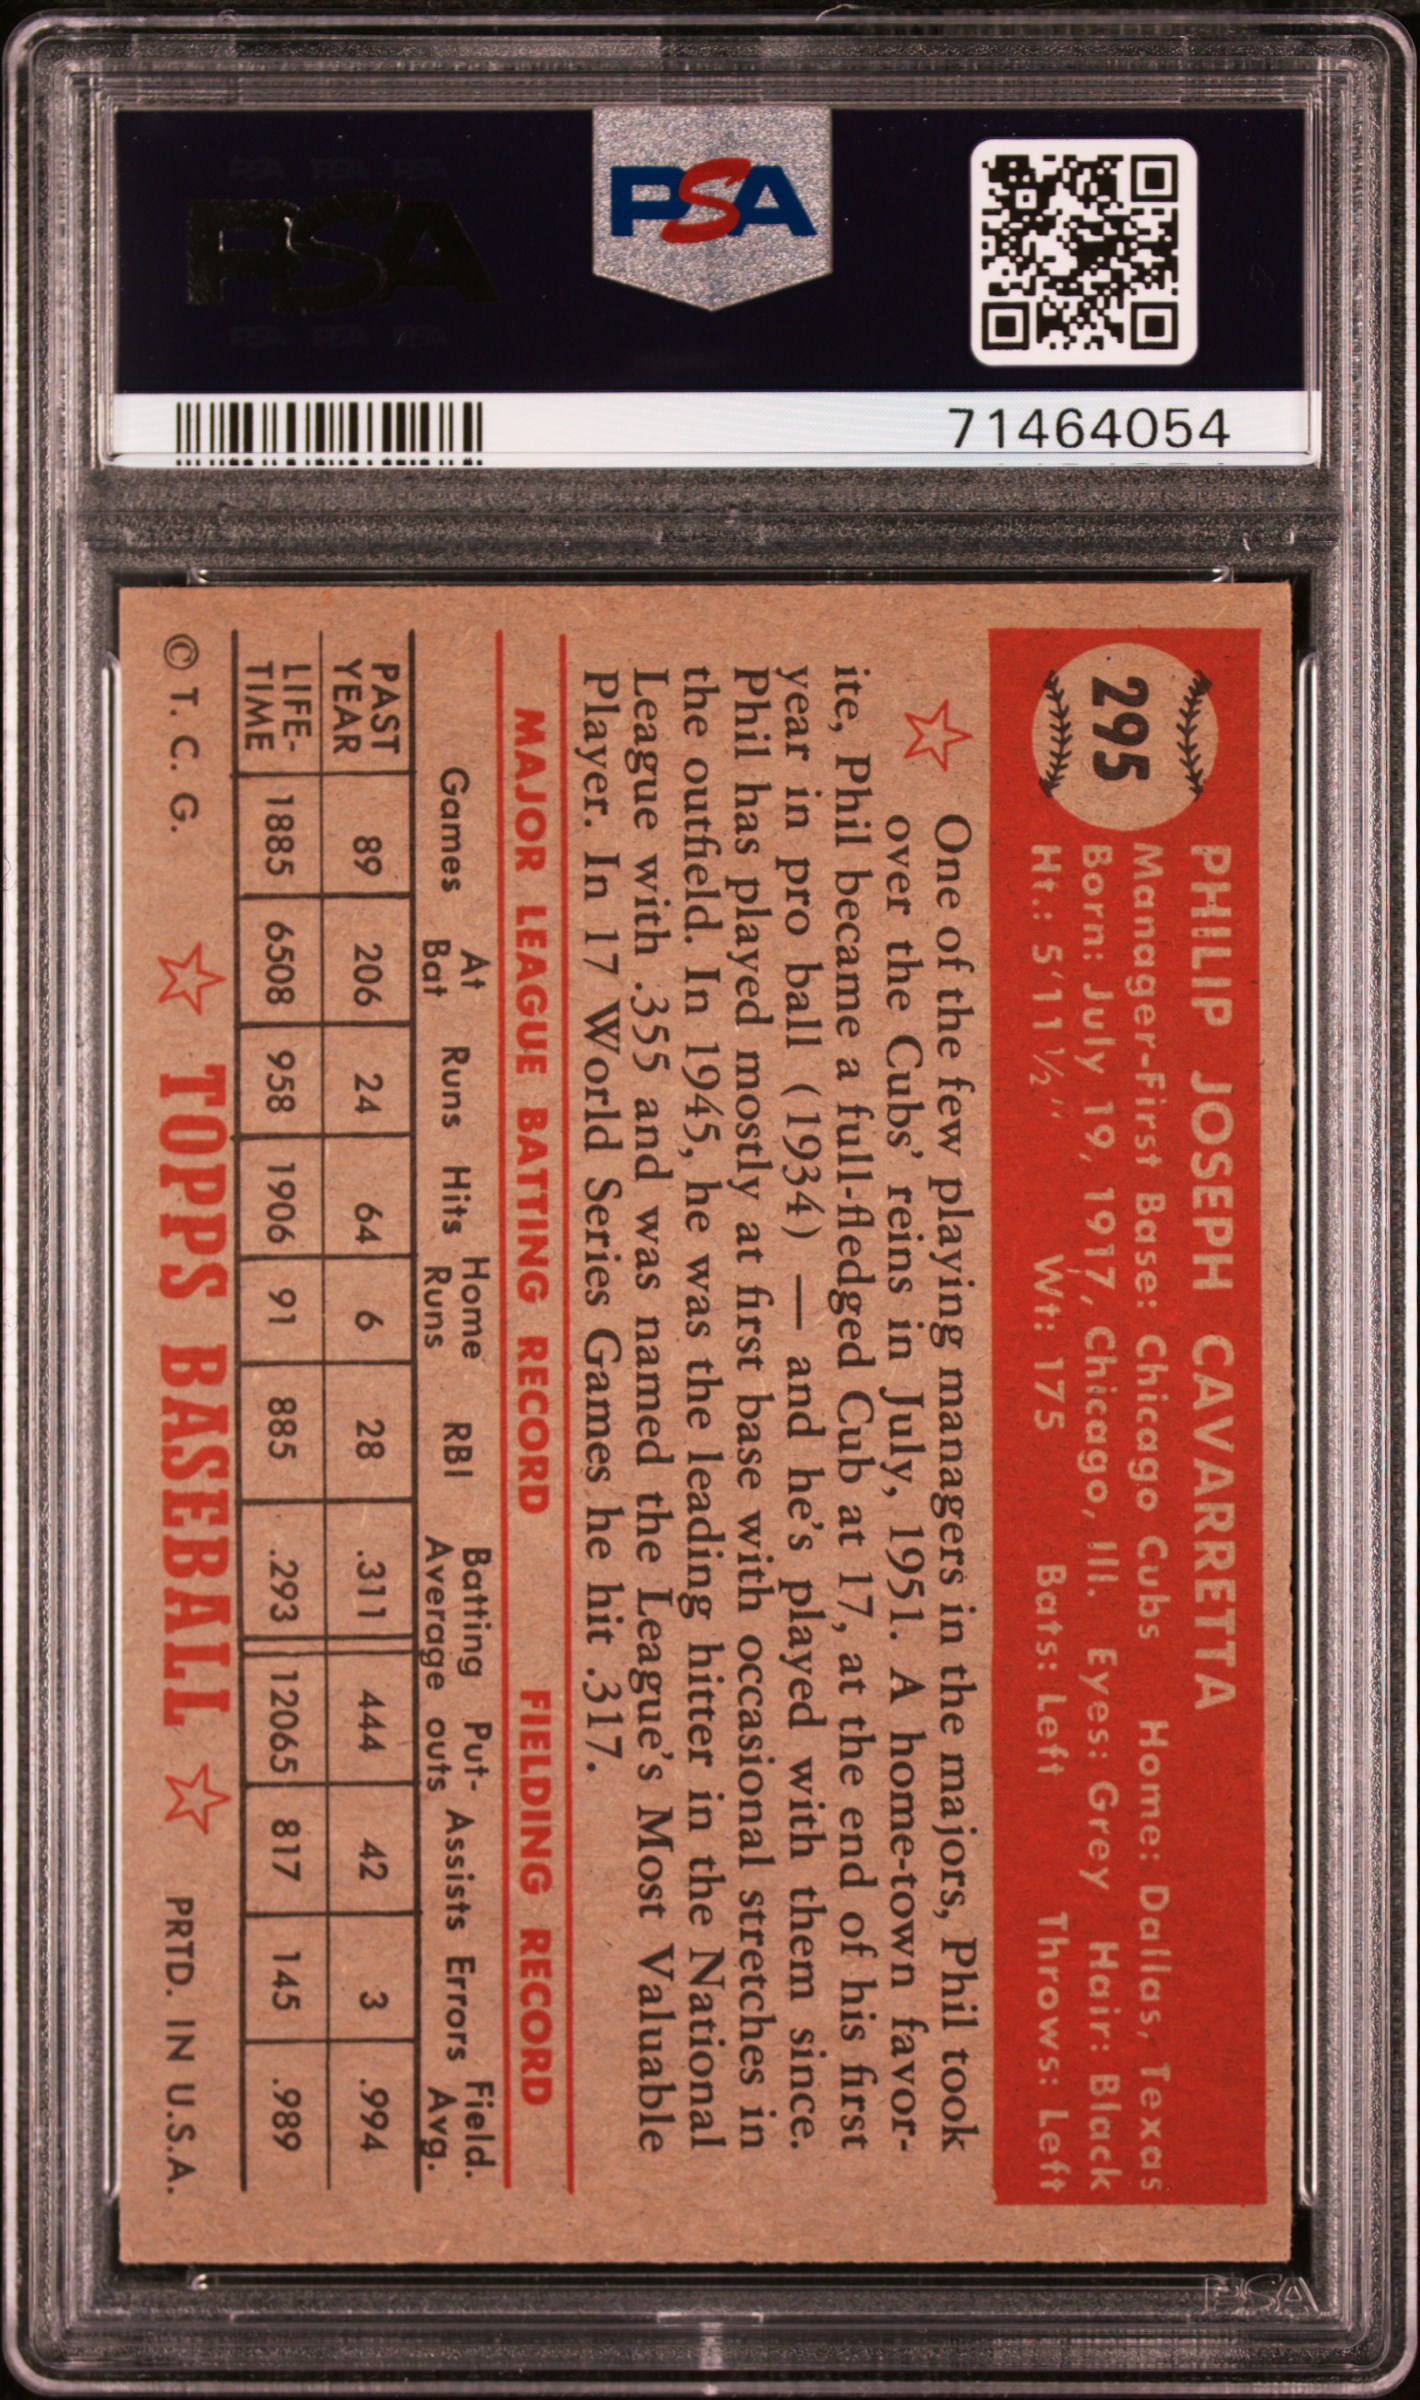 PSA
PSA PSA PSA
PSA
PSA PSA PSA
71464054
295
PHILIP JOSEPH CAVARRETTA
Manager-First Base: Chicago Cubs Home: Dallas, Texas
Born: July 19, 1917, Chicago, Ill. Eyes: Grey Hair: Black
Ht.: 5'11½" Wt: 175 Bats: Left Throws: Left
One of the few playing managers in the majors, Phil took
over the Cubs' reins in July, 1951. A home-town favor-
ite, Phil became a full-fledged Cub at 17, at the end of his first
year in pro ball (1934) — and he's played with them since.
Phil has played mostly at first base with occasional stretches in
the outfield. In 1945, he was the leading hitter in the National
League with .355 and was named the League's Most Valuable
Player. In 17 World Series Games he hit .317.
MAJOR LEAGUE BATTING RECORD FIELDING RECORD
Games At Bat Runs Hits Home Runs RBI Batting Average Put-outs Assists Errors Field. Avg.
PAST YEAR 89 206 24 64 6 28 .311 444 42 3 .994
LIFE-TIME 1885 6508 958 1906 91 885 .293 12065 817 145 .989
© T. C. G. TOPPS BASEBALL PRTD. IN U.S.A.
PSA